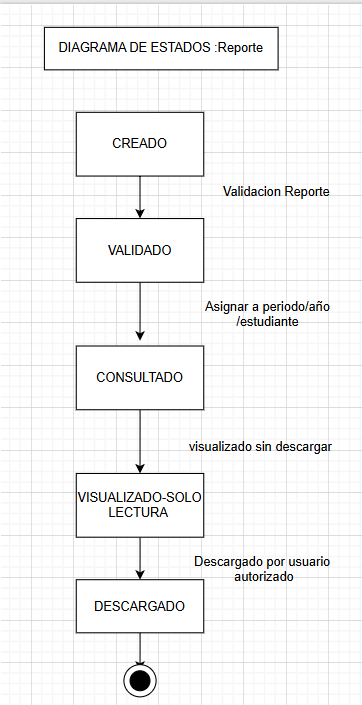 DIAGRAMA DE ESTADOS :Reporte
CREADO
Validacion Reporte
VALIDADO
Asignar a periodo/año
/estudiante
CONSULTADO
visualizado sin descargar
VISUALIZADO-SOLO
LECTURA
Descargado por usuario
autorizado
DESCARGADO